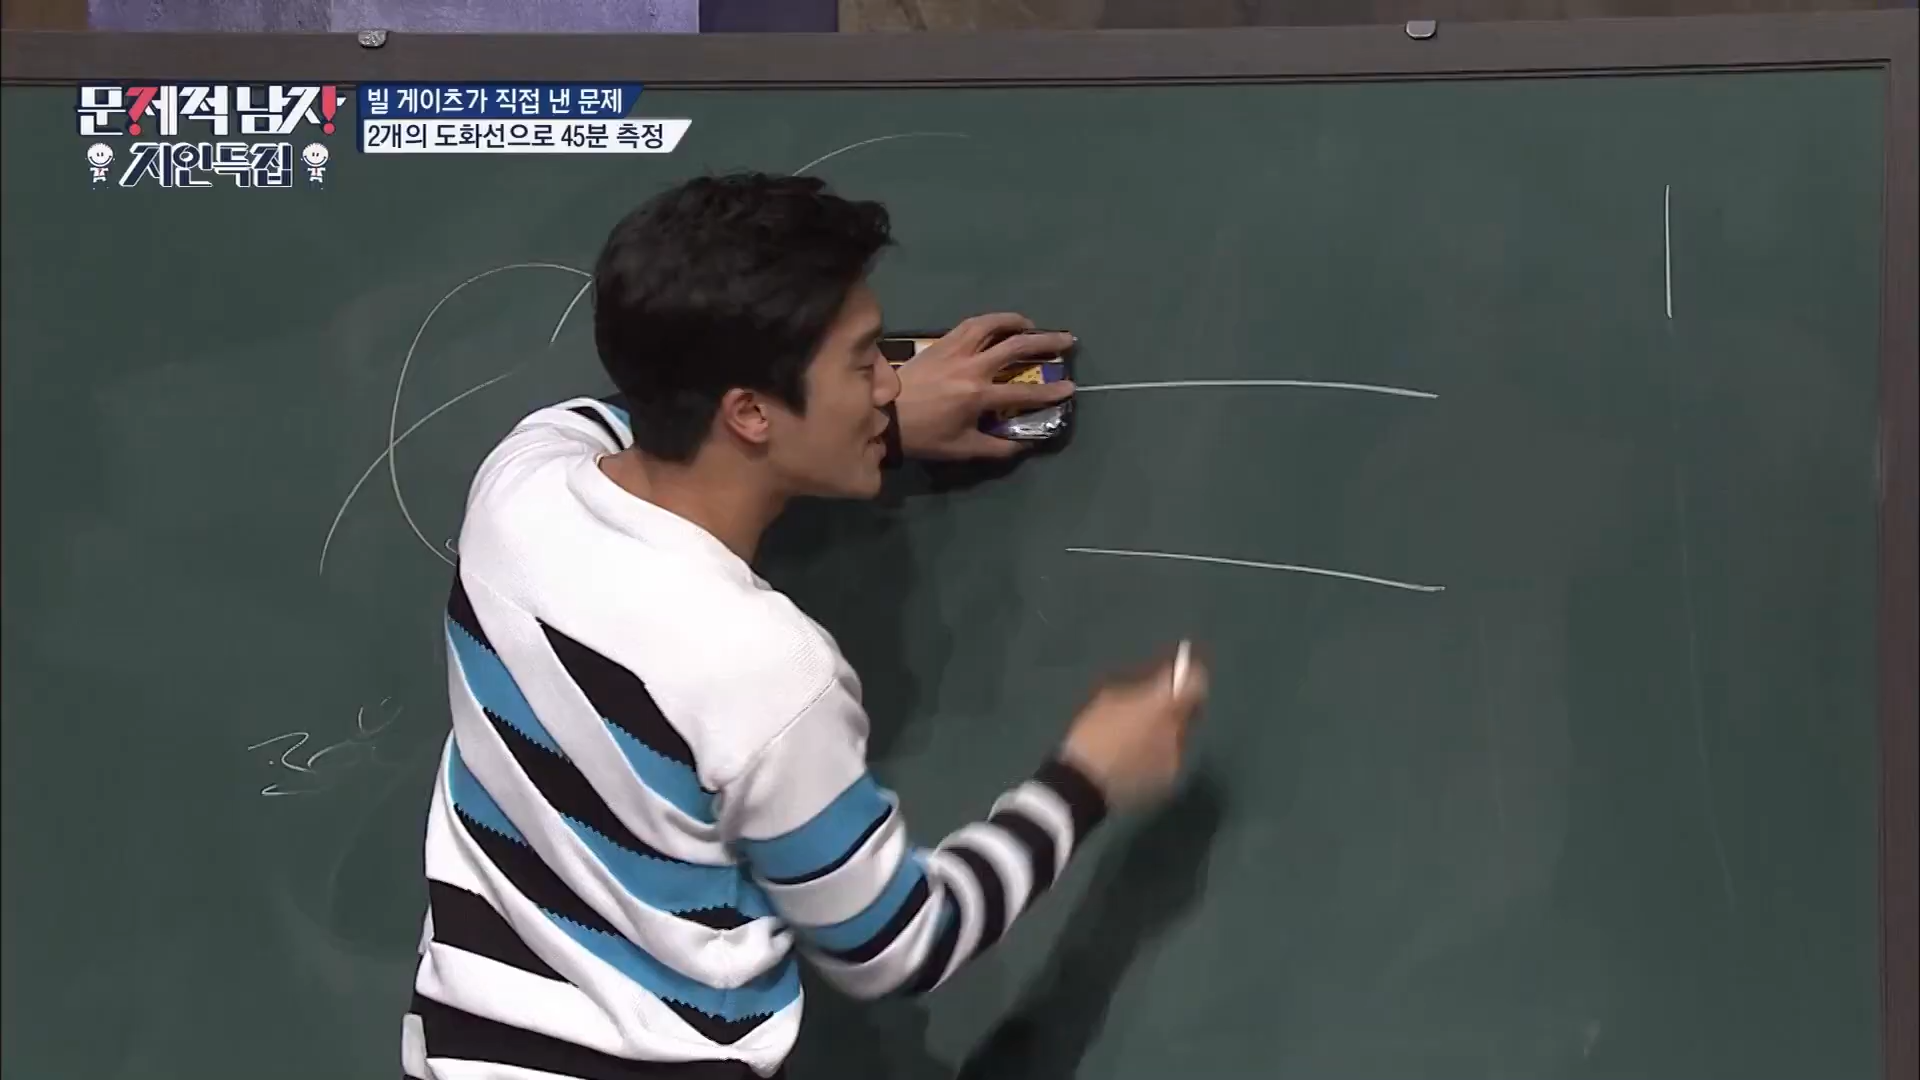 문제적 남자
지인특집
빌 게이츠가 직접 낸 문제
2개의 도화선으로 45분 측정